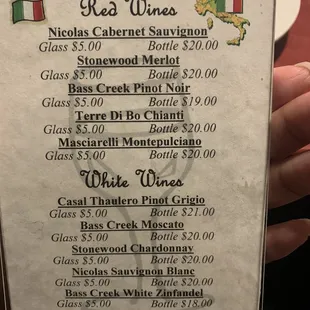 Red Wines
Nicolas Cabernet Sauvignon
Glass $5.00 Bottle $20.00
Stonewood Merlot
Glass $5.00 Bottle $20.00
Bass Creek Pinot Noir
Glass $5.00 Bottle $19.00
Terre Di Bo Chianti
Glass $5.00 Bottle $20.00
Masciarelli Montepulciano
Glass $5.00 Bottle $20.00
White Wines
Casal Thaulero Pinot Grigio
Glass $5.00 Bottle $21.00
Bass Creek Moscato
Glass $5.00 Bottle $20.00
Stonewood Chardonnay
Glass $5.00 Bottle $20.00
Nicolas Sauvignon Blanc
Glass $5.00 Bottle $20.00
Bass Creek White Zinfandel
Glass $5.00 Bottle $18.00